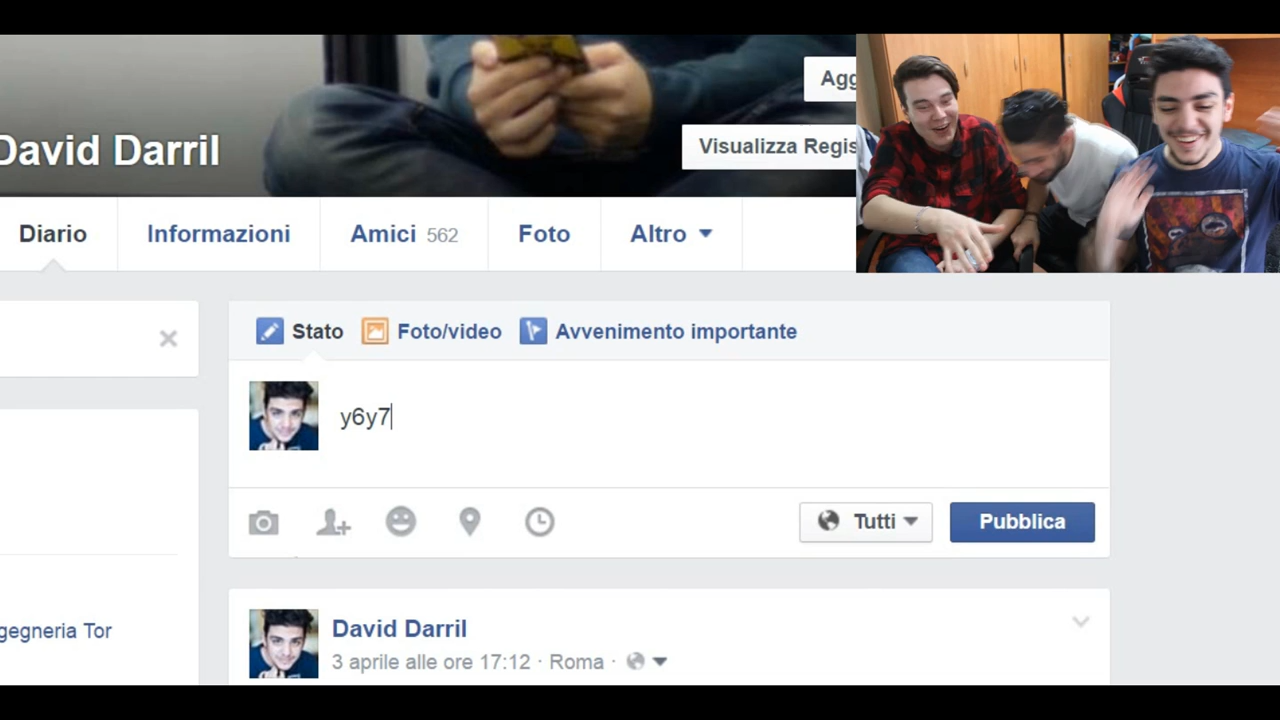 Agg
David Darril
Visualizza Regis
Diario Informazioni Amici 562 Foto Altro
Stato Foto/video Avvenimento importante
y6y7
Tutti Pubblica
gegneria Tor
David Darril
3 aprile alle ore 17:12 · Roma ·